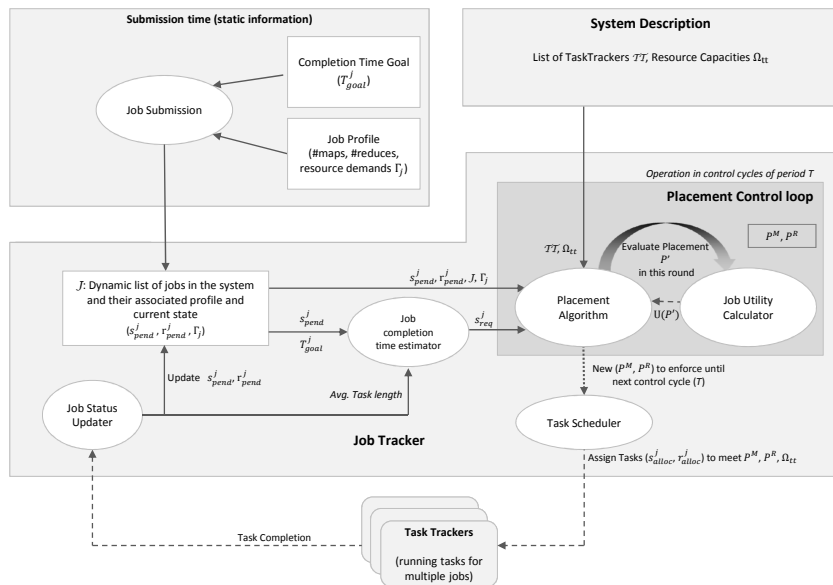 Submission time (static information)
Completion Time Goal
(T^j_goal)
Job Submission
Job Profile
(#maps, #reduces,
resource demands Γ_j)
System Description
List of TaskTrackers 𝒯𝒯, Resource Capacities Ω_tt
Operation in control cycles of period T
Placement Control loop
P^M, P^R
Evaluate Placement
P'
in this round
𝒯𝒯, Ω_tt
J: Dynamic list of jobs in the system
and their associated profile and
current state
(s^j_pend, r^j_pend, Γ_j)
s^j_pend, r^j_pend, J, Γ_j
s^j_pend
T^j_goal
Job
completion
time estimator
s^j_req
Placement
Algorithm
U(P')
Job Utility
Calculator
New (P^M, P^R) to enforce until
next control cycle (T)
Update s^j_pend, r^j_pend
Avg. Task length
Job Status
Updater
Job Tracker
Task Scheduler
Assign Tasks (s^j_alloc, r^j_alloc) to meet P^M, P^R, Ω_tt
Task Completion
Task Trackers
(running tasks for
multiple jobs)